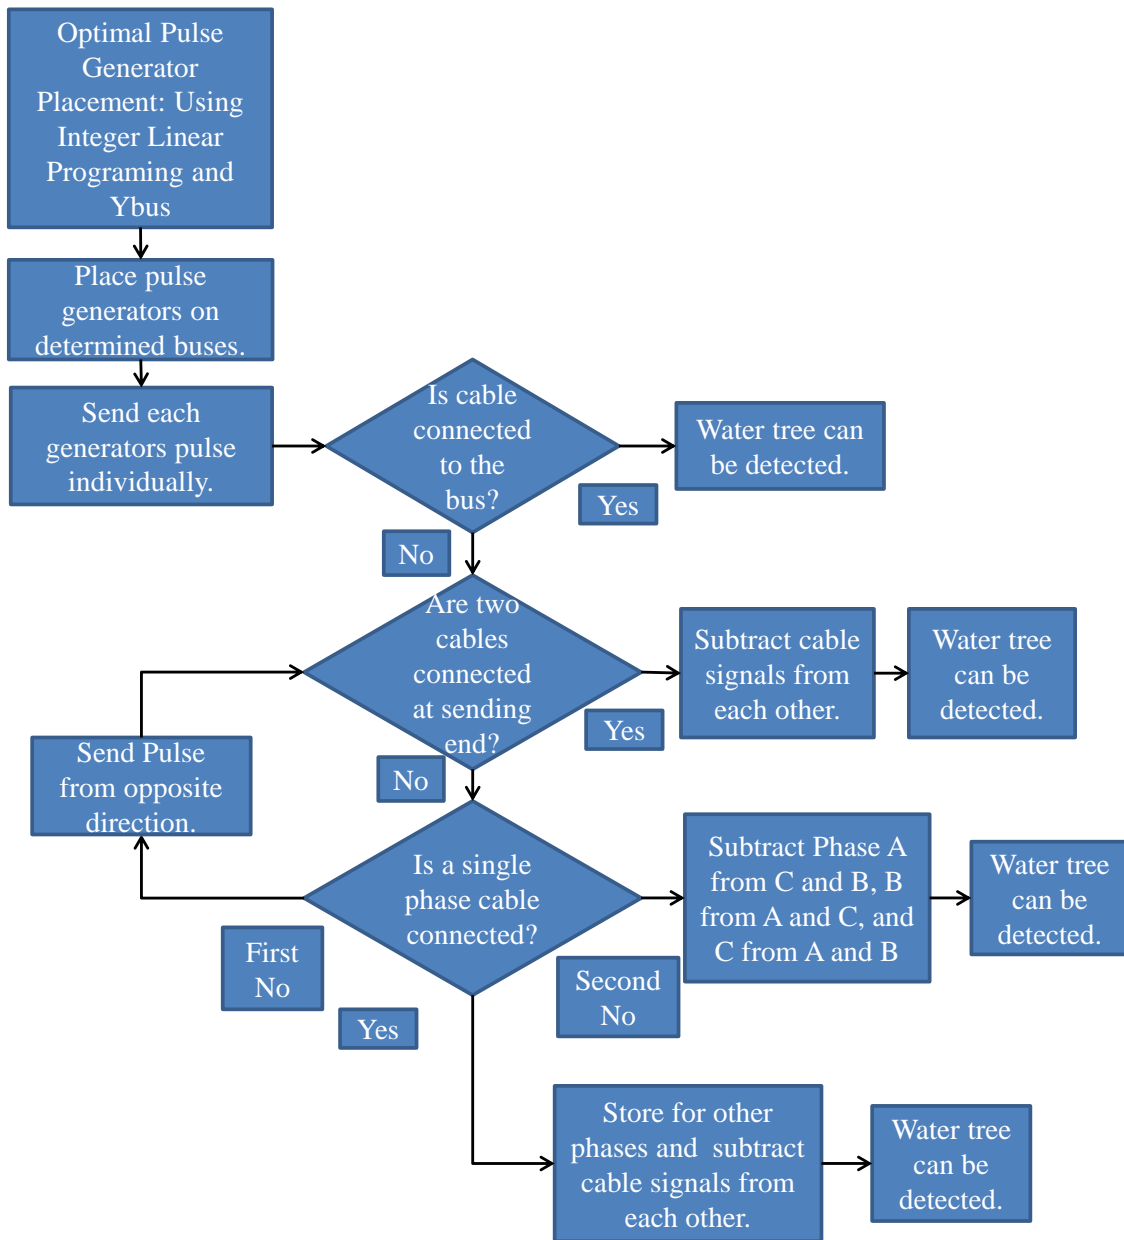 Optimal Pulse
Generator
Placement: Using
Integer Linear
Programing and
Ybus
Place pulse
generators on
determined buses.
Send each
generators pulse
individually.
Is cable
connected
to the
bus?
Yes
Water tree can
be detected.
No
Are two
cables
connected
at sending
end?
Yes
Subtract cable
signals from
each other.
Water tree
can be
detected.
No
Send Pulse
from opposite
direction.
Is a single
phase cable
connected?
First
No
Yes
Second
No
Subtract Phase A
from C and B, B
from A and C, and
C from A and B
Water tree
can be
detected.
Store for other
phases and subtract
cable signals from
each other.
Water tree
can be
detected.